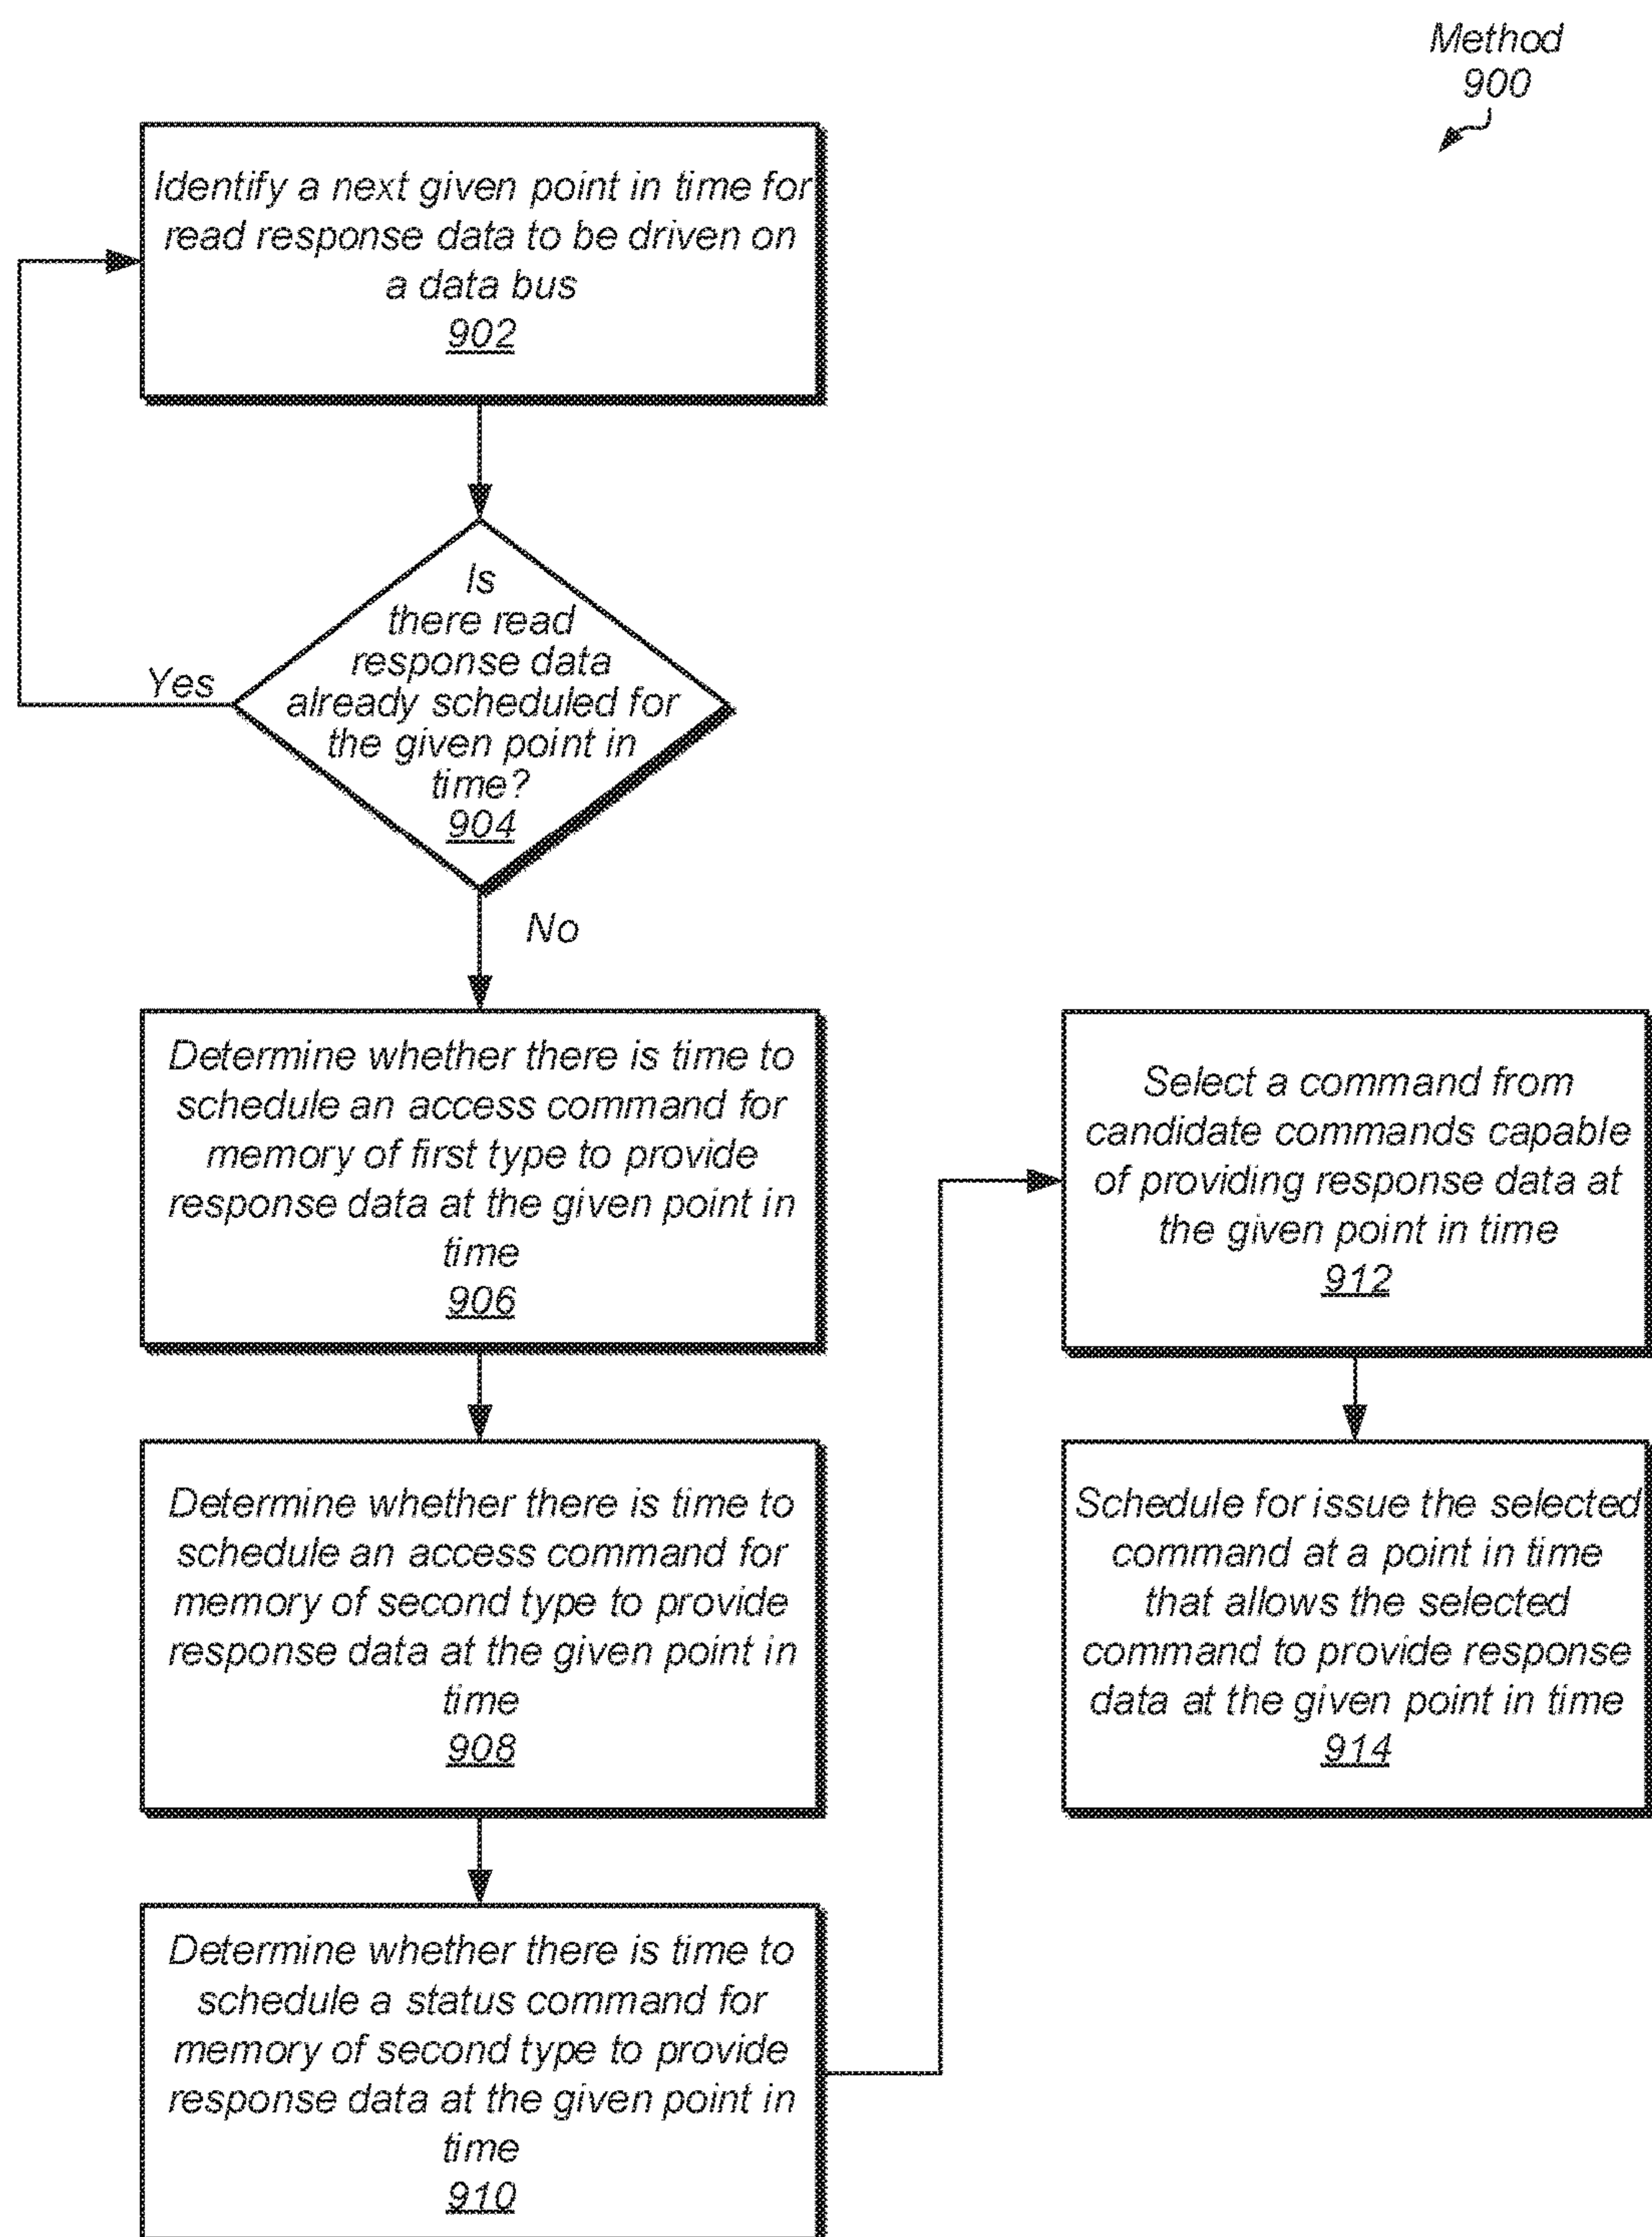 Method
900
Identify a next given point in time for
read response data to be driven on
a data bus
902
Is
there read
response data
already scheduled for
the given point in
time?
904
Yes
No
Determine whether there is time to
schedule an access command for
memory of first type to provide
response data at the given point in
time
906
Determine whether there is time to
schedule an access command for
memory of second type to provide
response data at the given point in
time
908
Determine whether there is time to
schedule a status command for
memory of second type to provide
response data at the given point in
time
910
Select a command from
candidate commands capable
of providing response data at
the given point in time
912
Schedule for issue the selected
command at a point in time
that allows the selected
command to provide response
data at the given point in time
914